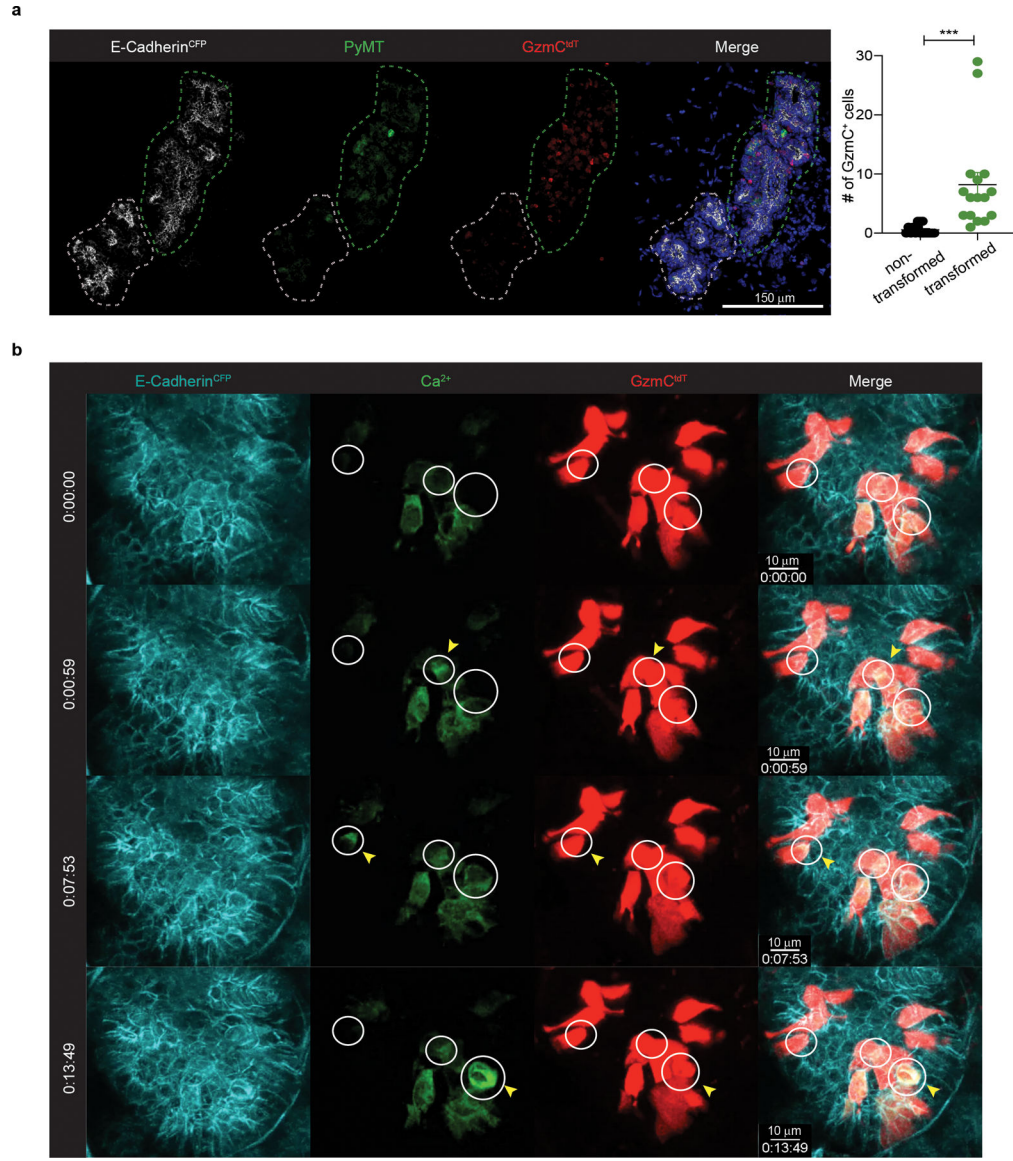 a
E-Cadherin^CFP PyMT GzmC^tdT Merge
150 μm
***
# of GzmC⁺ cells
30
20
10
0
non-
transformed
transformed
b
E-Cadherin^CFP Ca²⁺ GzmC^tdT Merge
0:00:00
10 μm
0:00:00
0:00:59
10 μm
0:00:59
0:07:53
10 μm
0:07:53
0:13:49
10 μm
0:13:49